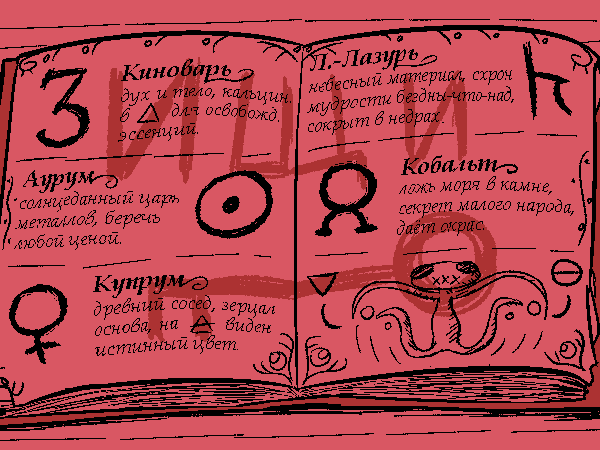 Киноварь
дух и тело, кальцин.
в △ для освобожд.
эссенций.
Аурум
солнцеданный царь
металлов, беречь
любой ценой.
Купрум
древний сосед, зерцал
основа, на 🜁 виден
истинный цвет.
Л.-Лазурь
небесный материал, схрон
мудрости бездны-что-над,
сокрыт в недрах.
Кобальт
ложь моря в камне,
секрет малого народа,
даёт окрас.
ИЩИ